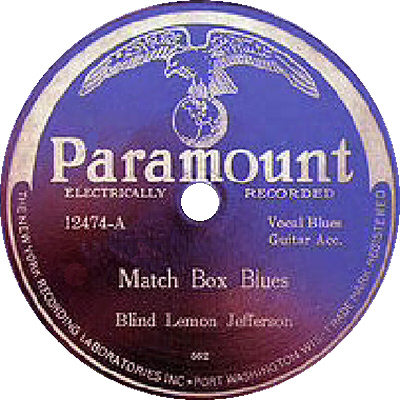 Paramount
ELECTRICALLY RECORDED
12474-A
Vocal Blues
Guitar Acc.
Match Box Blues
Blind Lemon Jefferson
662
THE NEW YORK RECORDING LABORATORIES INC • PORT WASHINGTON WIS. TRADE MARK REGISTERED